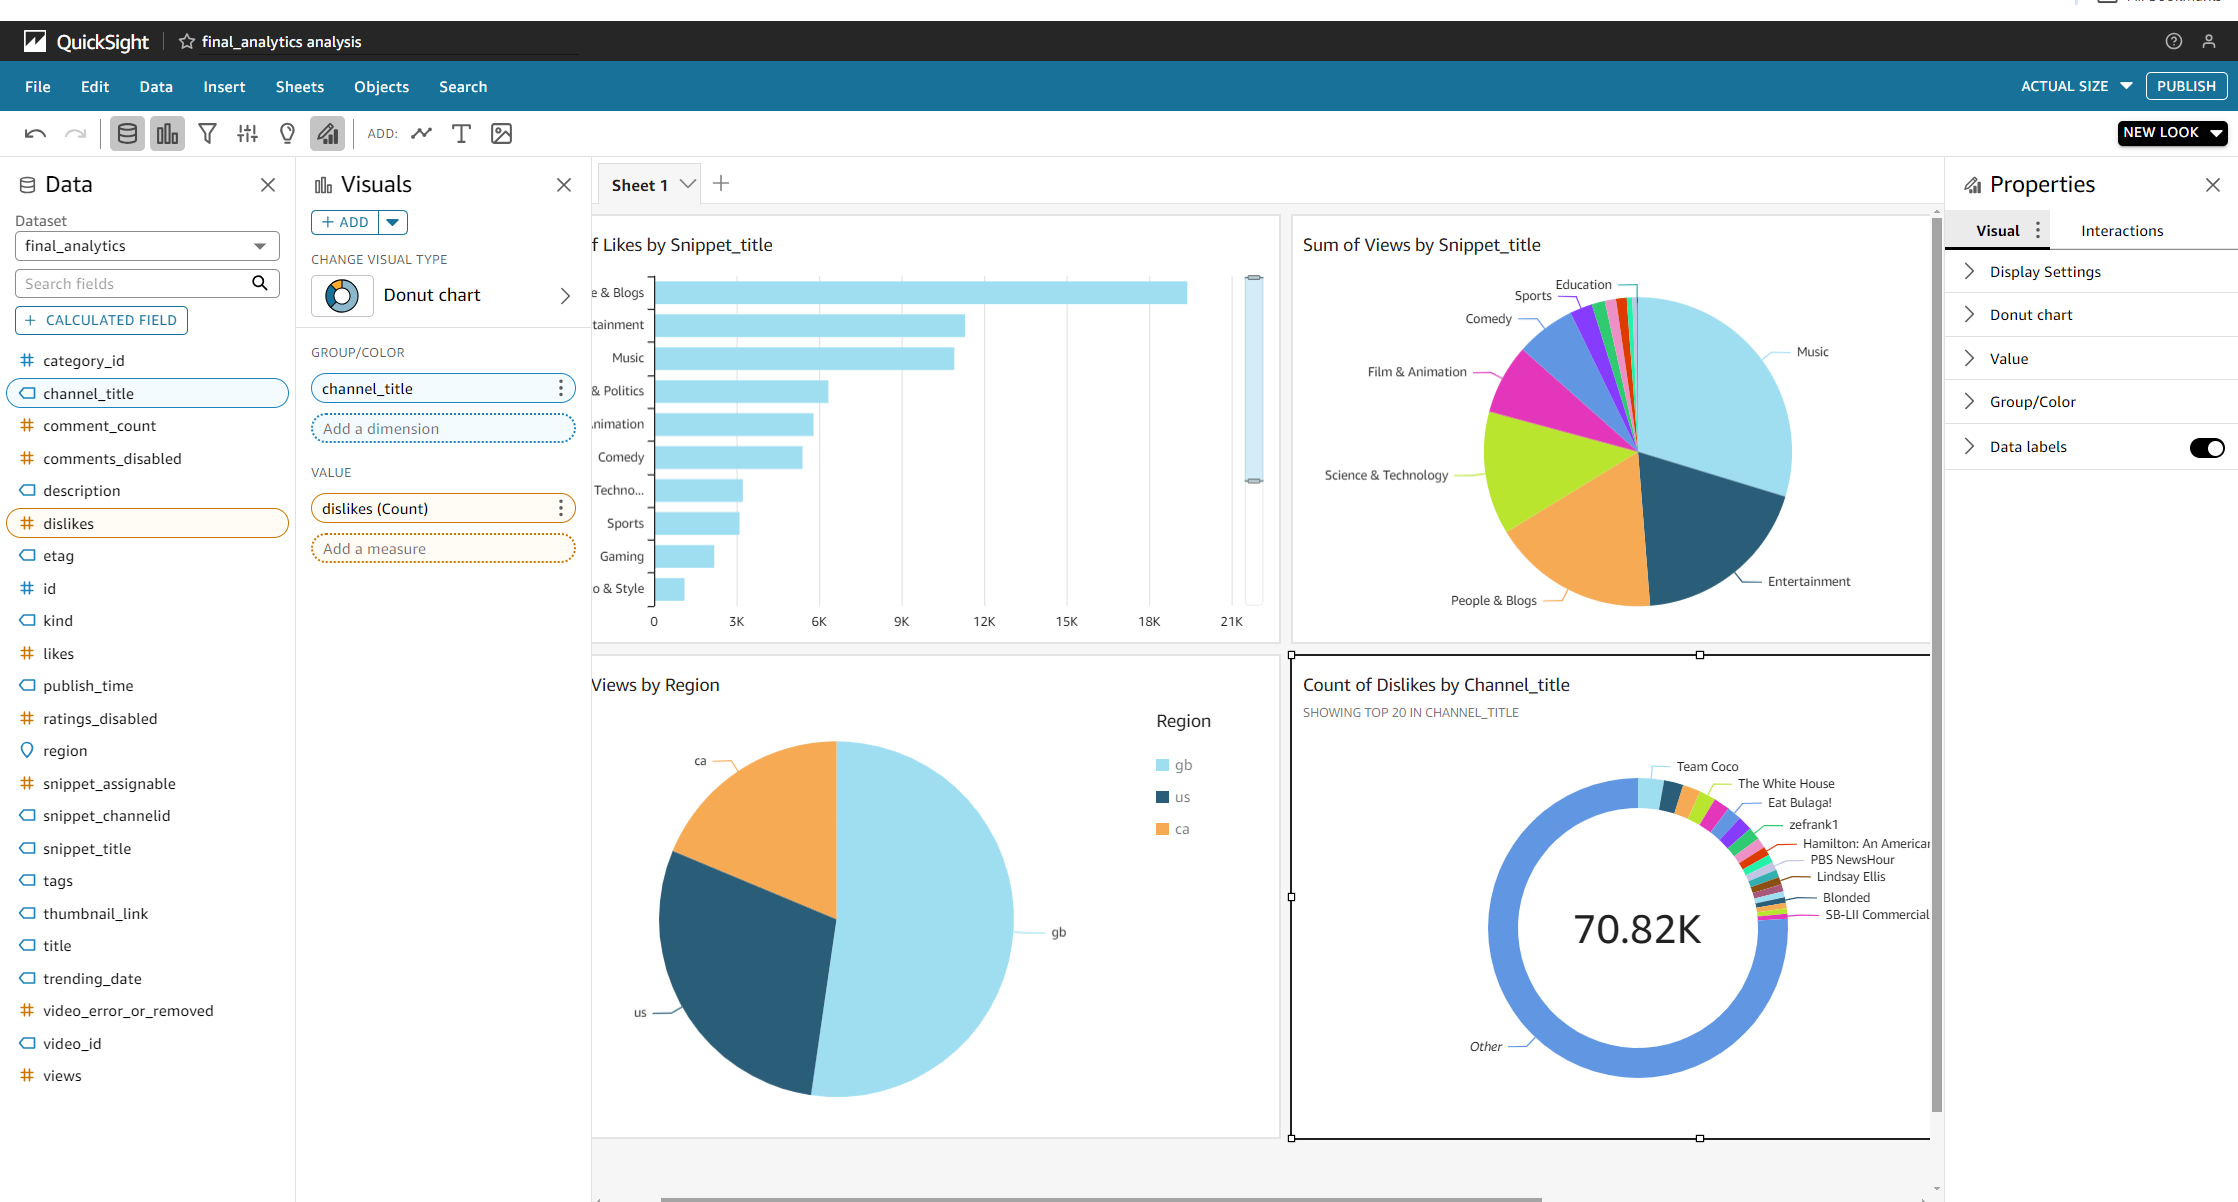 QuickSight
final_analytics analysis
File
Edit
Data
Insert
Sheets
Objects
Search
ACTUAL SIZE
PUBLISH
ADD:
NEW LOOK
Data
Dataset
final_analytics
Search fields
+ CALCULATED FIELD
category_id
channel_title
comment_count
comments_disabled
description
dislikes
etag
id
kind
likes
publish_time
ratings_disabled
region
snippet_assignable
snippet_channelid
snippet_title
tags
thumbnail_link
title
trending_date
video_error_or_removed
video_id
views
Visuals
+ ADD
CHANGE VISUAL TYPE
Donut chart
GROUP/COLOR
channel_title
Add a dimension
VALUE
dislikes (Count)
Add a measure
Sheet 1
f Likes by Snippet_title
e & Blogs
tainment
Music
& Politics
nimation
Comedy
Techno...
Sports
Gaming
o & Style
0
3K
6K
9K
12K
15K
18K
21K
Sum of Views by Snippet_title
Education
Sports
Comedy
Film & Animation
Science & Technology
People & Blogs
Music
Entertainment
Views by Region
Region
gb
us
ca
ca
gb
us
Count of Dislikes by Channel_title
SHOWING TOP 20 IN CHANNEL_TITLE
Team Coco
The White House
Eat Bulaga!
zefrank1
Hamilton: An American
PBS NewsHour
Lindsay Ellis
Blonded
SB-LII Commercial
70.82K
Other
Properties
Visual
Interactions
Display Settings
Donut chart
Value
Group/Color
Data labels